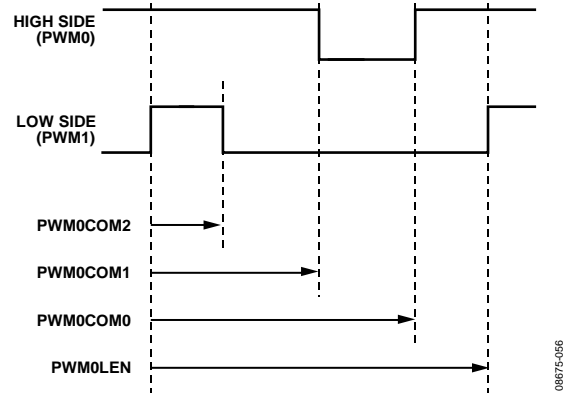 HIGH SIDE
(PWM0)
LOW SIDE
(PWM1)
PWM0COM2
PWM0COM1
PWM0COM0
PWM0LEN
08675-056